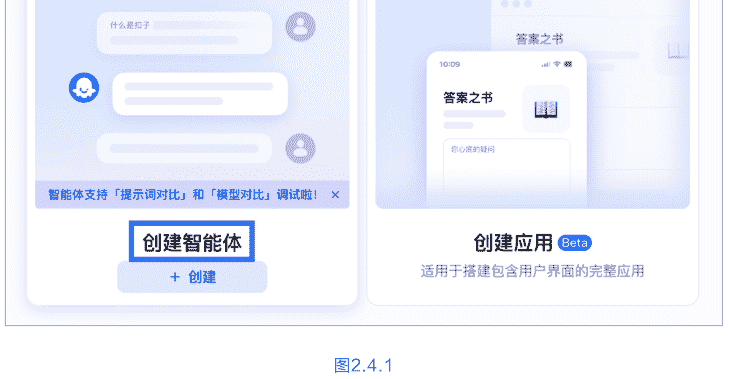 什么是扣子
智能体支持「提示词对比」和「模型对比」调试啦!
创建智能体
+ 创建
答案之书
10:09
答案之书
你心底的疑问
创建应用 Beta
适用于搭建包含用户界面的完整应用
图2.4.1